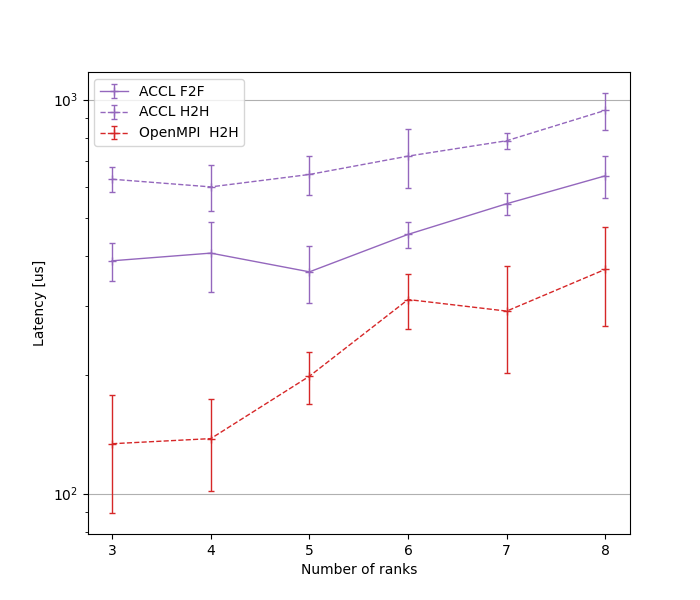 ACCL F2F
ACCL H2H
OpenMPI  H2H
10³
10²
Latency [us]
3 4 5 6 7 8
Number of ranks